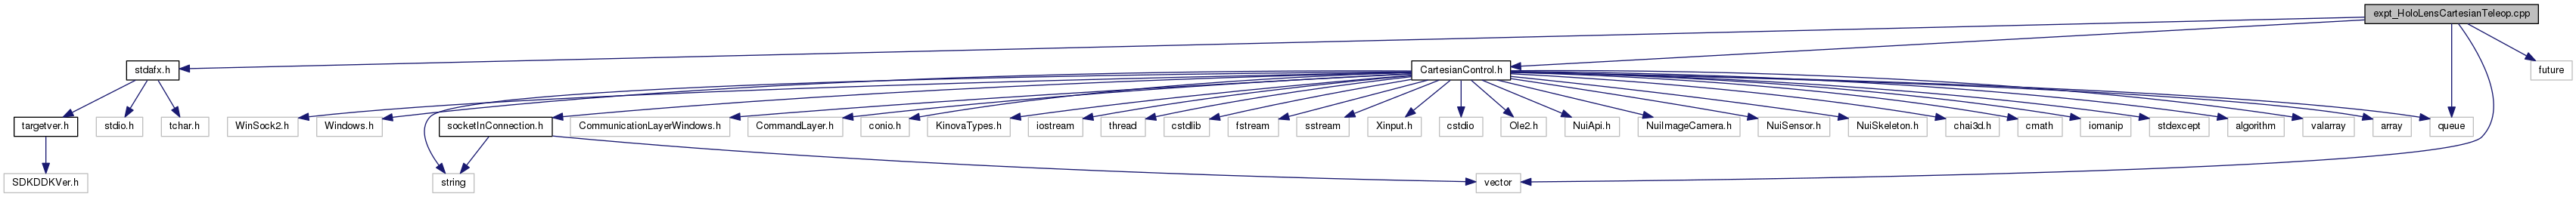 expt_HoloLensCartesianTeleop.cpp
stdafx.h
CartesianControl.h
future
targetver.h
stdio.h
tchar.h
WinSock2.h
Windows.h
socketInConnection.h
CommunicationLayerWindows.h
CommandLayer.h
conio.h
KinovaTypes.h
iostream
thread
cstdlib
fstream
sstream
Xinput.h
cstdio
Ole2.h
NuiApi.h
NuiImageCamera.h
NuiSensor.h
NuiSkeleton.h
chai3d.h
cmath
iomanip
stdexcept
algorithm
valarray
array
queue
SDKDDKVer.h
string
vector